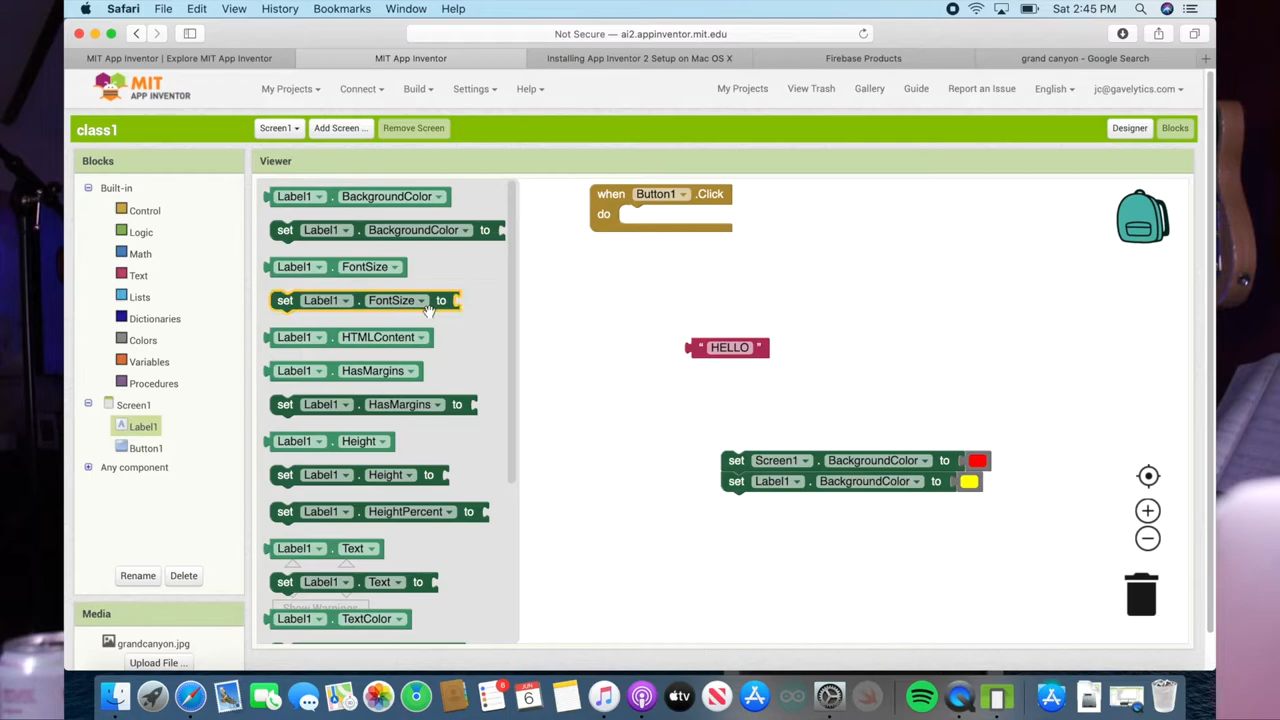 Safari File Edit View History Bookmarks Window Help Sat 2:45 PM
Not Secure — ai2.appinventor.mit.edu
MIT App Inventor | Explore MIT App Inventor MIT App Inventor Installing App Inventor 2 Setup on Mac OS X Firebase Products grand canyon - Google Search
MIT APP INVENTOR My Projects Connect Build Settings Help My Projects View Trash Gallery Guide Report an Issue English jc@gavelytics.com
class1 Screen1 Add Screen ... Remove Screen Designer Blocks
Blocks
Built-in
Control
Logic
Math
Text
Lists
Dictionaries
Colors
Variables
Procedures
Screen1
Label1
Button1
Any component
Rename Delete
Media
grandcanyon.jpg
Upload File ...
Viewer
Label1 . BackgroundColor
set Label1 . BackgroundColor to
Label1 . FontSize
set Label1 . FontSize to
Label1 . HTMLContent
Label1 . HasMargins
set Label1 . HasMargins to
Label1 . Height
set Label1 . Height to
set Label1 . HeightPercent to
Label1 . Text
set Label1 . Text to
Show Warnings
Label1 . TextColor
when Button1 .Click
do
“ HELLO ”
set Screen1 . BackgroundColor to
set Label1 . BackgroundColor to
6
JUN
6
tv